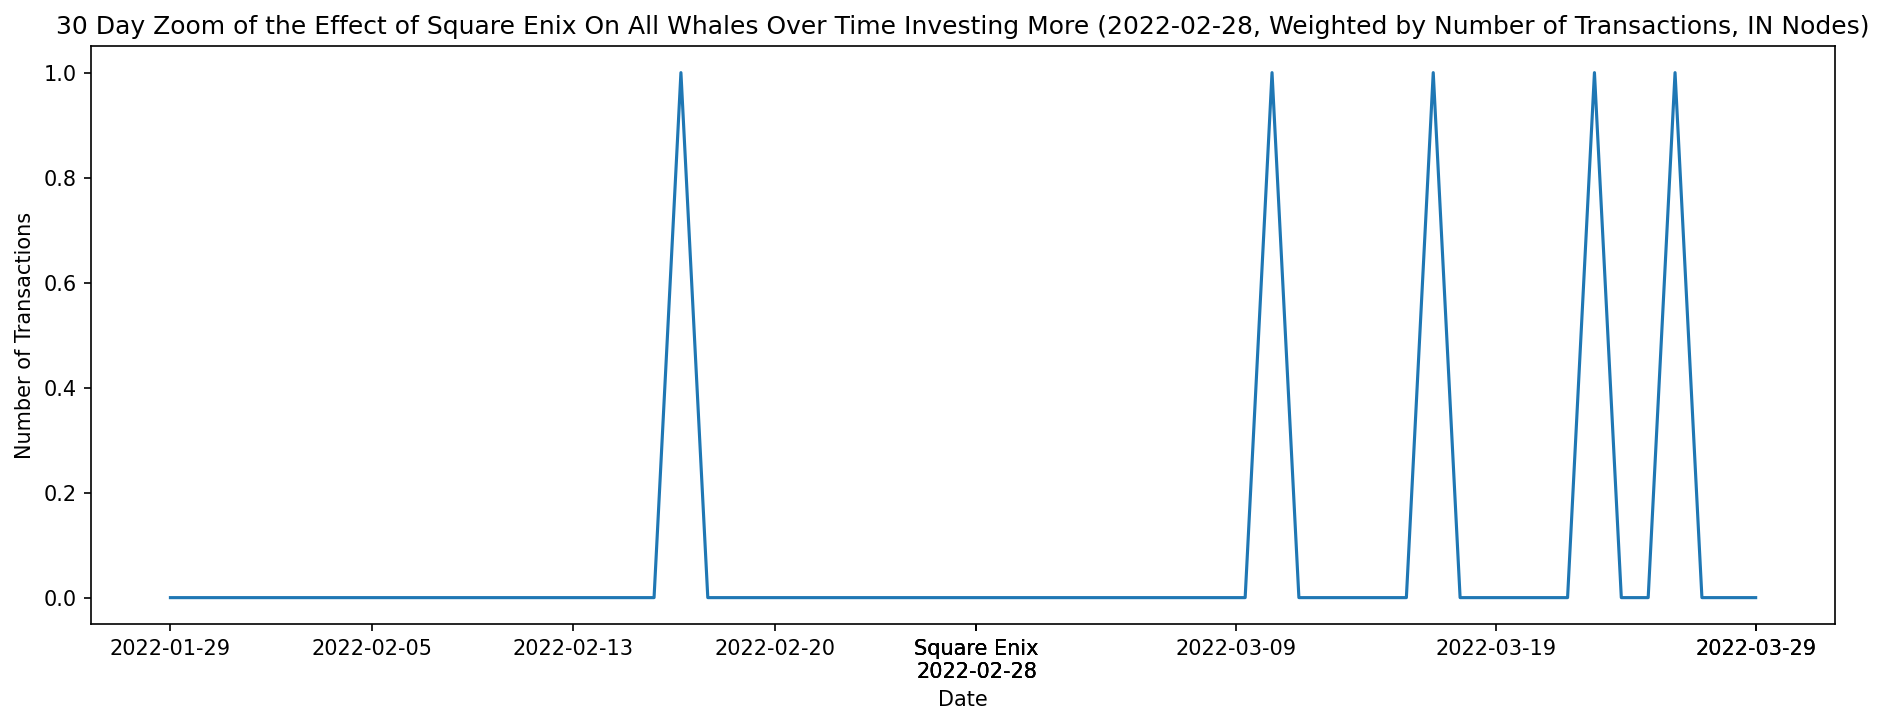 30 Day Zoom of the Effect of Square Enix On All Whales Over Time Investing More (2022-02-28, Weighted by Number of Transactions, IN Nodes)
1.0
0.8
0.6
0.4
0.2
0.0
Number of Transactions
2022-01-29 2022-02-05 2022-02-13 2022-02-20 Square Enix 2022-03-09 2022-03-19 2022-03-29
2022-02-28
Date